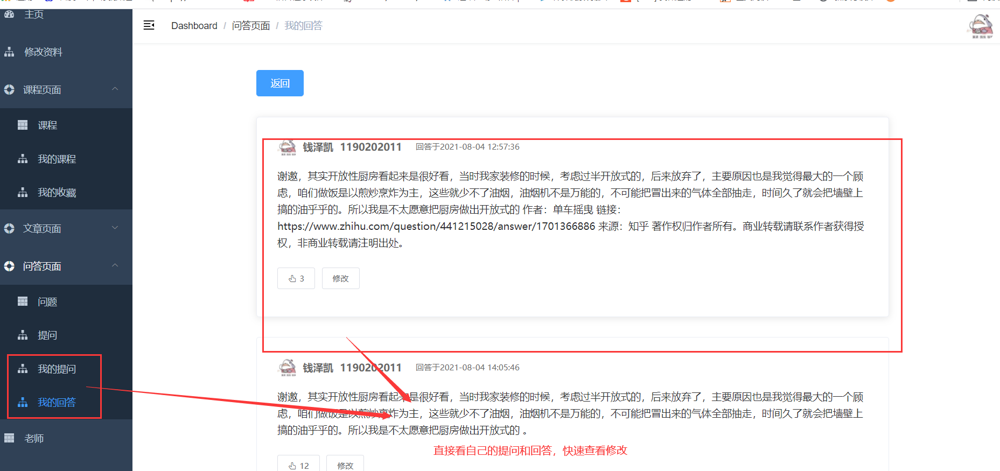 主页
修改资料
课程页面
课程
我的课程
我的收藏
文章页面
问答页面
问题
提问
我的提问
我的回答
老师
Dashboard / 问答页面 / 我的回答
返回
钱泽凯 1190202011 回答于2021-08-04 12:57:36
谢邀，其实开放性厨房看起来是很好看，当时我家装修的时候，考虑过半开放式的，后来放弃了，主要原因也是我觉得最大的一个顾
虑，咱们做饭是以煎炒烹炸为主，这些就少不了油烟，油烟机不是万能的，不可能把冒出来的气体全部抽走，时间久了就会把墙壁上
搞的油乎乎的。所以我是不太愿意把厨房做出开放式的 作者：单车摇曳 链接：
https://www.zhihu.com/question/441215028/answer/1701366886 来源：知乎 著作权归作者所有。商业转载请联系作者获得授
权，非商业转载请注明出处。
3 修改
钱泽凯 1190202011 回答于2021-08-04 14:05:46
谢邀，其实开放性厨房看起来是很好看，当时我家装修的时候，考虑过半开放式的，后来放弃了，主要原因也是我觉得最大的一个顾
虑，咱们做饭是以煎炒烹炸为主，这些就少不了油烟，油烟机不是万能的，不可能把冒出来的气体全部抽走，时间久了就会把墙壁上
搞的油乎乎的。所以我是不太愿意把厨房做出开放式的 。
直接看自己的提问和回答，快速查看修改
12 修改